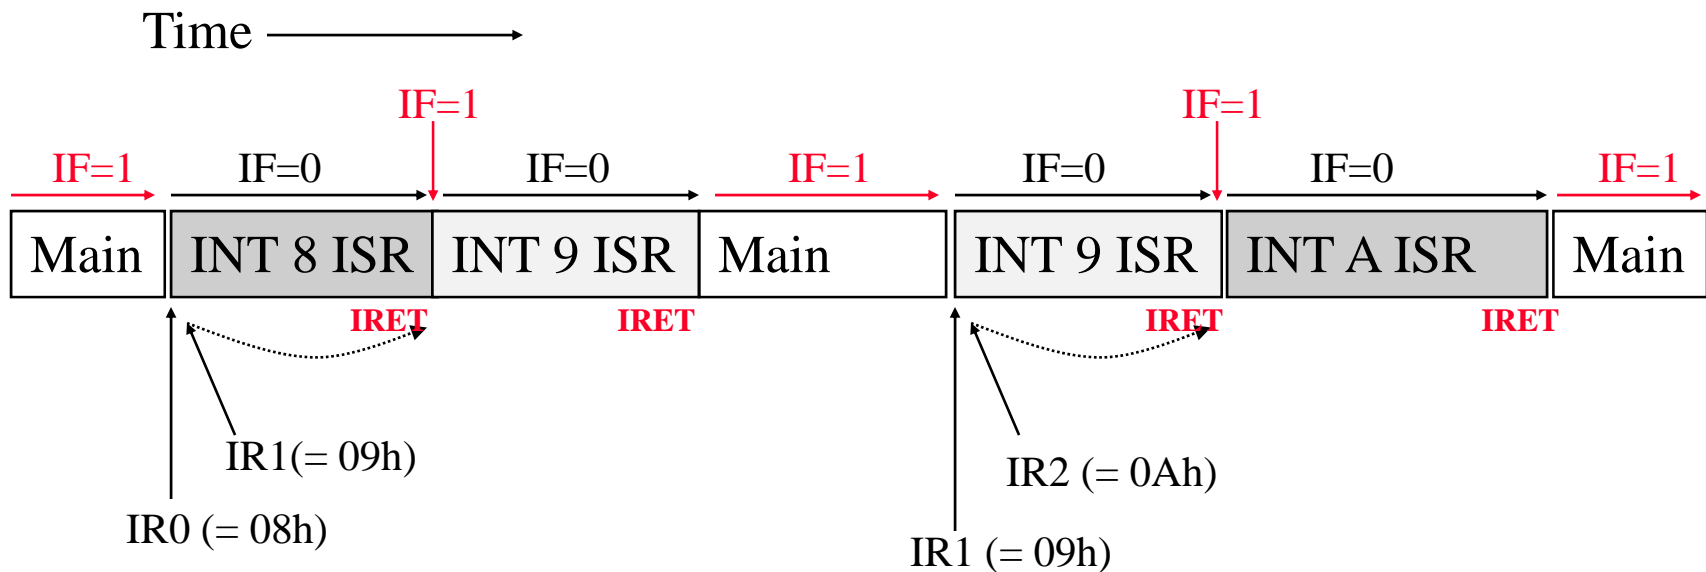 Time
IF=1 IF=1
IF=1 IF=0 IF=0 IF=1 IF=0 IF=0 IF=1
Main INT 8 ISR INT 9 ISR Main INT 9 ISR INT A ISR Main
IRET IRET IRET IRET
IR1(= 09h) IR2 (= 0Ah)
IR0 (= 08h) IR1 (= 09h)